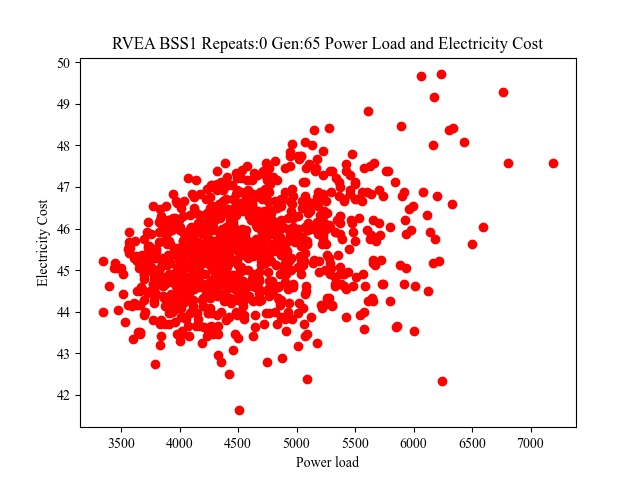 RVEA BSS1 Repeats:0 Gen:65 Power Load and Electricity Cost
50
49
48
47
46
45
44
43
42
Electricity Cost
3500 4000 4500 5000 5500 6000 6500 7000
Power load